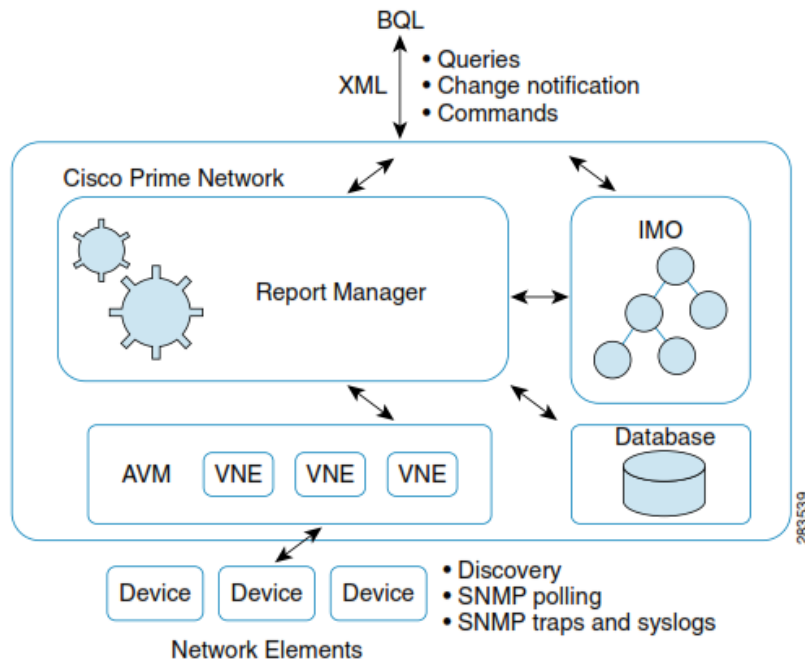 BQL
XML
• Queries
• Change notification
• Commands
Cisco Prime Network
Report Manager
IMO
AVM
VNE
VNE
VNE
Database
Device
Device
Device
Network Elements
• Discovery
• SNMP polling
• SNMP traps and syslogs
283539